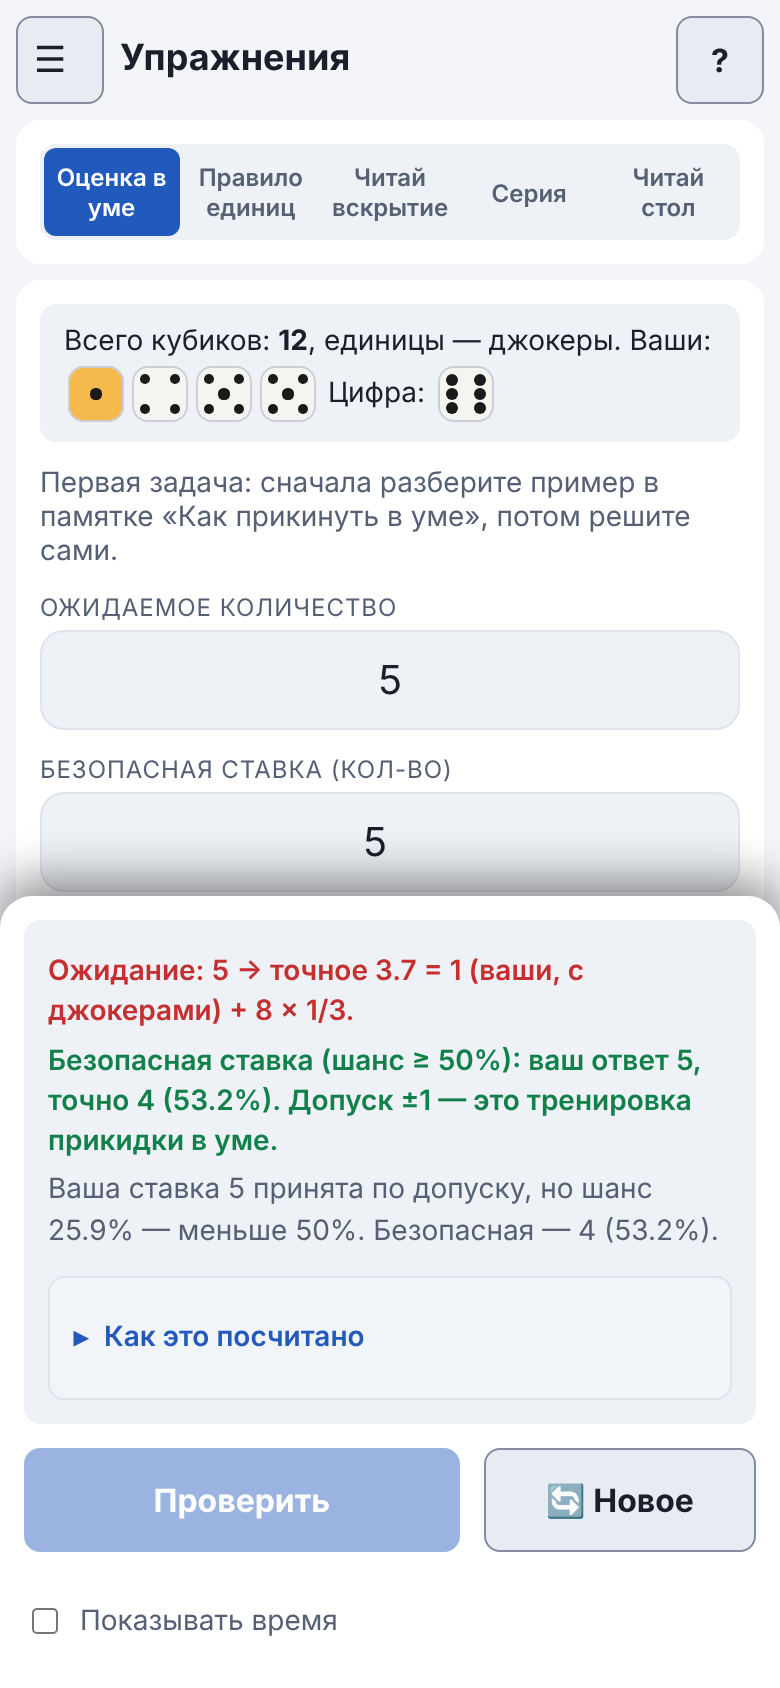 ☰ Упражнения ?
Оценка в уме
Правило единиц
Читай вскрытие
Серия
Читай стол
Всего кубиков: 12, единицы — джокеры. Ваши:
Цифра:
Первая задача: сначала разберите пример в
памятке «Как прикинуть в уме», потом решите
сами.
ОЖИДАЕМОЕ КОЛИЧЕСТВО
5
БЕЗОПАСНАЯ СТАВКА (КОЛ-ВО)
5
Ожидание: 5 → точное 3.7 = 1 (ваши, с
джокерами) + 8 × 1/3.
Безопасная ставка (шанс ≥ 50%): ваш ответ 5,
точно 4 (53.2%). Допуск ±1 — это тренировка
прикидки в уме.
Ваша ставка 5 принята по допуску, но шанс
25.9% — меньше 50%. Безопасная — 4 (53.2%).
▶ Как это посчитано
Проверить
🔄 Новое
Показывать время